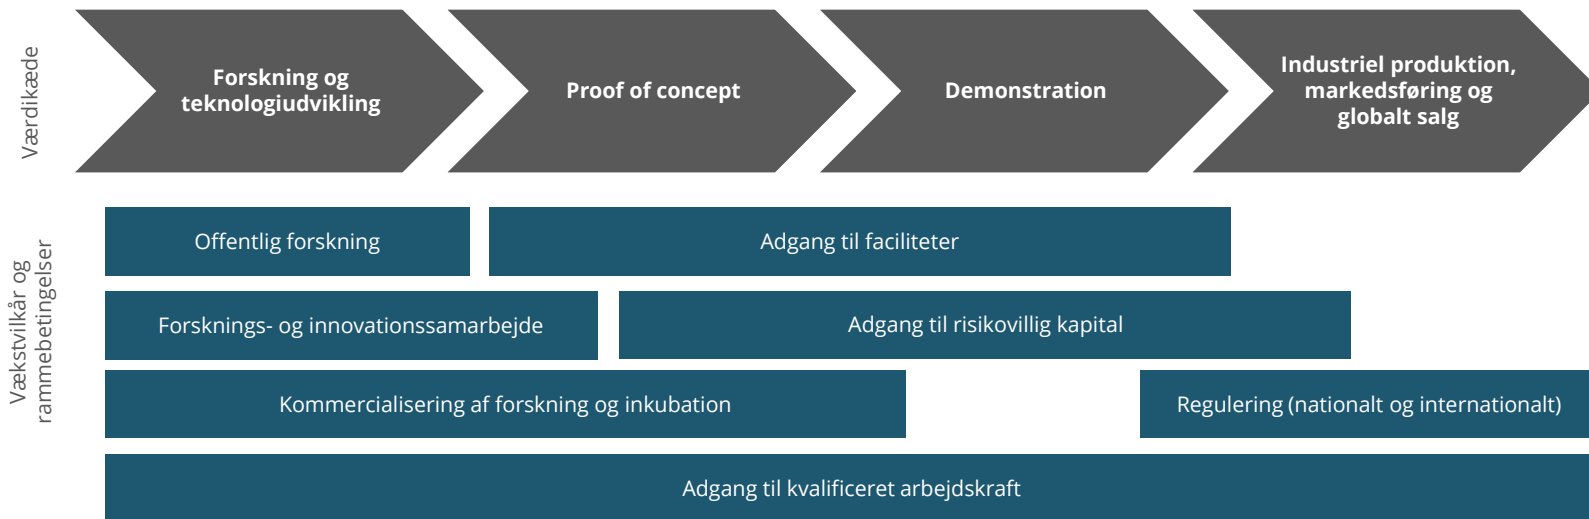 Værdikæde
Forskning og
teknologiudvikling
Proof of concept
Demonstration
Industriel produktion,
markedsføring og
globalt salg
Vækstvilkår og
rammebetingelser
Offentlig forskning
Adgang til faciliteter
Forsknings- og innovationssamarbejde
Adgang til risikovillig kapital
Kommercialisering af forskning og inkubation
Regulering (nationalt og internationalt)
Adgang til kvalificeret arbejdskraft